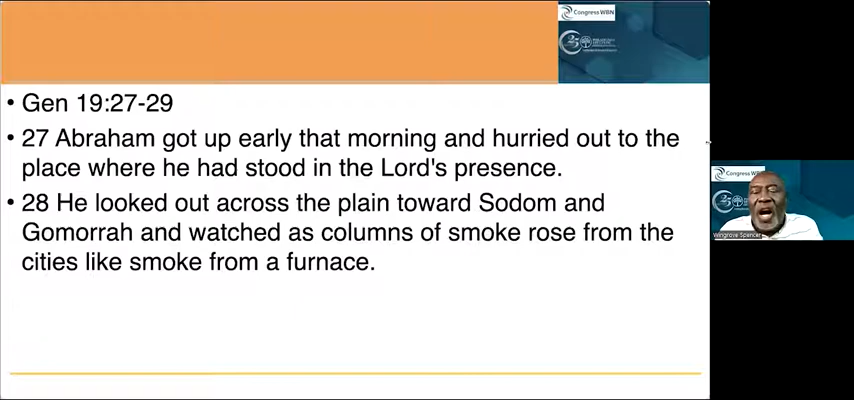 Congress WBN
25
• Gen 19:27-29
• 27 Abraham got up early that morning and hurried out to the
place where he had stood in the Lord's presence.
• 28 He looked out across the plain toward Sodom and
Gomorrah and watched as columns of smoke rose from the
cities like smoke from a furnace.
Congress WBN
Wingrove Spencer